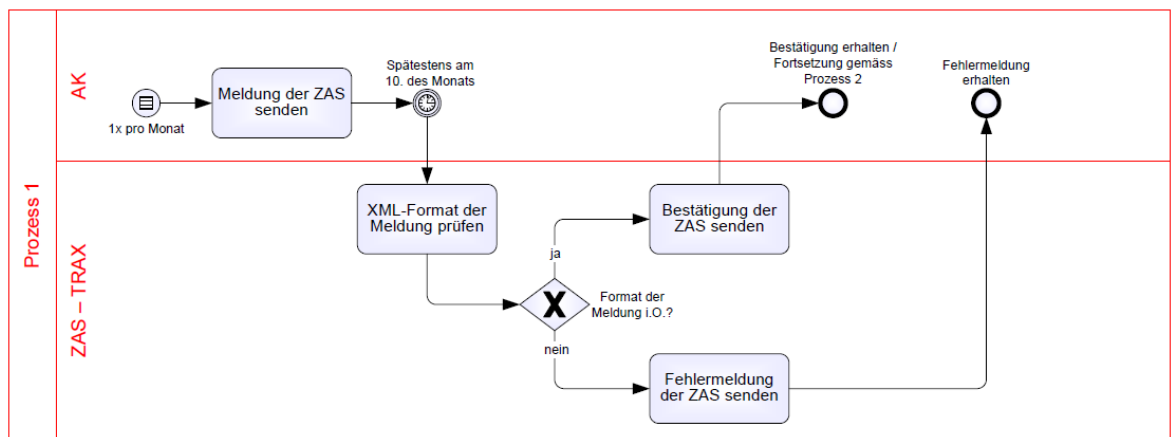 Prozess 1
AK
1x pro Monat
Meldung der ZAS
senden
Spätestens am
10. des Monats
Bestätigung erhalten /
Fortsetzung gemäss
Prozess 2
Fehlermeldung
erhalten
ZAS – TRAX
XML-Format der
Meldung prüfen
ja
Bestätigung der
ZAS senden
X
Format der
Meldung i.O.?
nein
Fehlermeldung
der ZAS senden